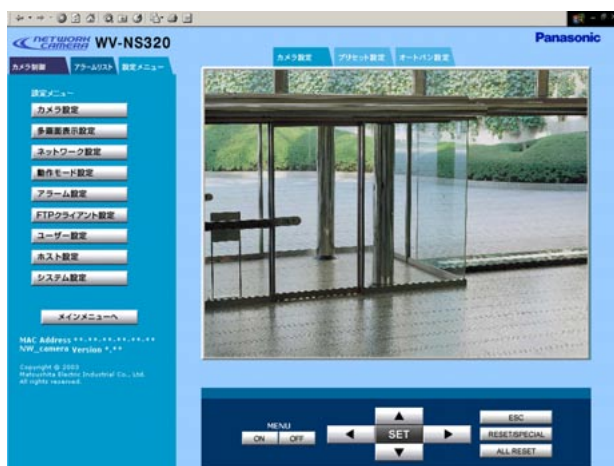 NETWORK CAMERA WV-NS320
Panasonic
カメラ制御 アラームリスト 設定メニュー
カメラ設定 プリセット設定 オートパン設定
設定メニュー
カメラ設定
多画面表示設定
ネットワーク設定
動作モード設定
アラーム設定
FTPクライアント設定
ユーザー設定
ホスト設定
システム設定
メインメニューへ
MAC Address **.**.**.**.**.**
NW_camera Version *.**
Copyright © 2003
Matsushita Electric Industrial Co., Ltd.
All rights reserved.
MENU
ON OFF
SET
ESC
RESET/SPECIAL
ALL RESET